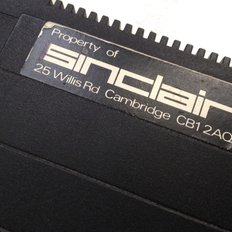 Property of
sinclair
25 Willis Rd Cambridge CB1 2AQ